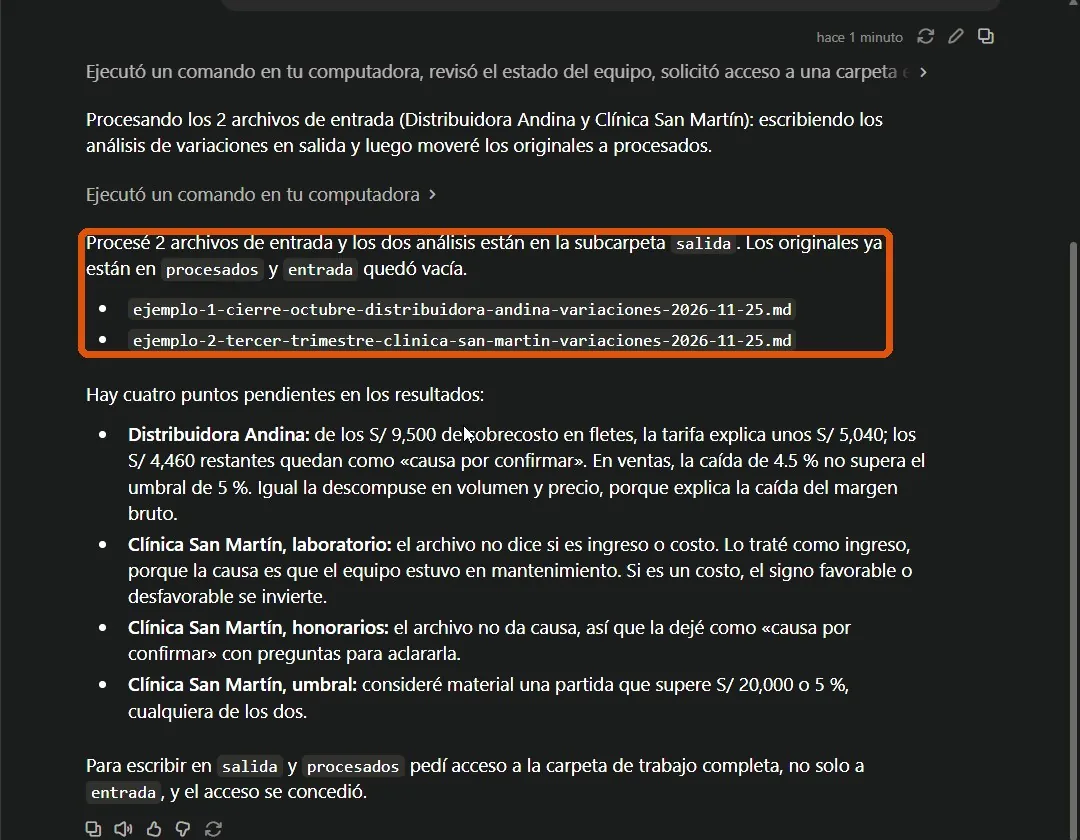 hace 1 minuto
Ejecutó un comando en tu computadora, revisó el estado del equipo, solicitó acceso a una carpeta
Procesando los 2 archivos de entrada (Distribuidora Andina y Clínica San Martín): escribiendo los
análisis de variaciones en salida y luego moveré los originales a procesados.
Ejecutó un comando en tu computadora
Procesé 2 archivos de entrada y los dos análisis están en la subcarpeta salida. Los originales ya
están en procesados y entrada quedó vacía.
• ejemplo-1-cierre-octubre-distribuidora-andina-variaciones-2026-11-25.md
• ejemplo-2-tercer-trimestre-clinica-san-martin-variaciones-2026-11-25.md
Hay cuatro puntos pendientes en los resultados:
• Distribuidora Andina: de los S/ 9,500 de sobrecosto en fletes, la tarifa explica unos S/ 5,040; los
S/ 4,460 restantes quedan como «causa por confirmar». En ventas, la caída de 4.5 % no supera el
umbral de 5 %. Igual la descompuse en volumen y precio, porque explica la caída del margen
bruto.
• Clínica San Martín, laboratorio: el archivo no dice si es ingreso o costo. Lo traté como ingreso,
porque la causa es que el equipo estuvo en mantenimiento. Si es un costo, el signo favorable o
desfavorable se invierte.
• Clínica San Martín, honorarios: el archivo no da causa, así que la dejé como «causa por
confirmar» con preguntas para aclararla.
• Clínica San Martín, umbral: consideré material una partida que supere S/ 20,000 o 5 %,
cualquiera de los dos.
Para escribir en salida y procesados pedí acceso a la carpeta de trabajo completa, no solo a
entrada, y el acceso se concedió.